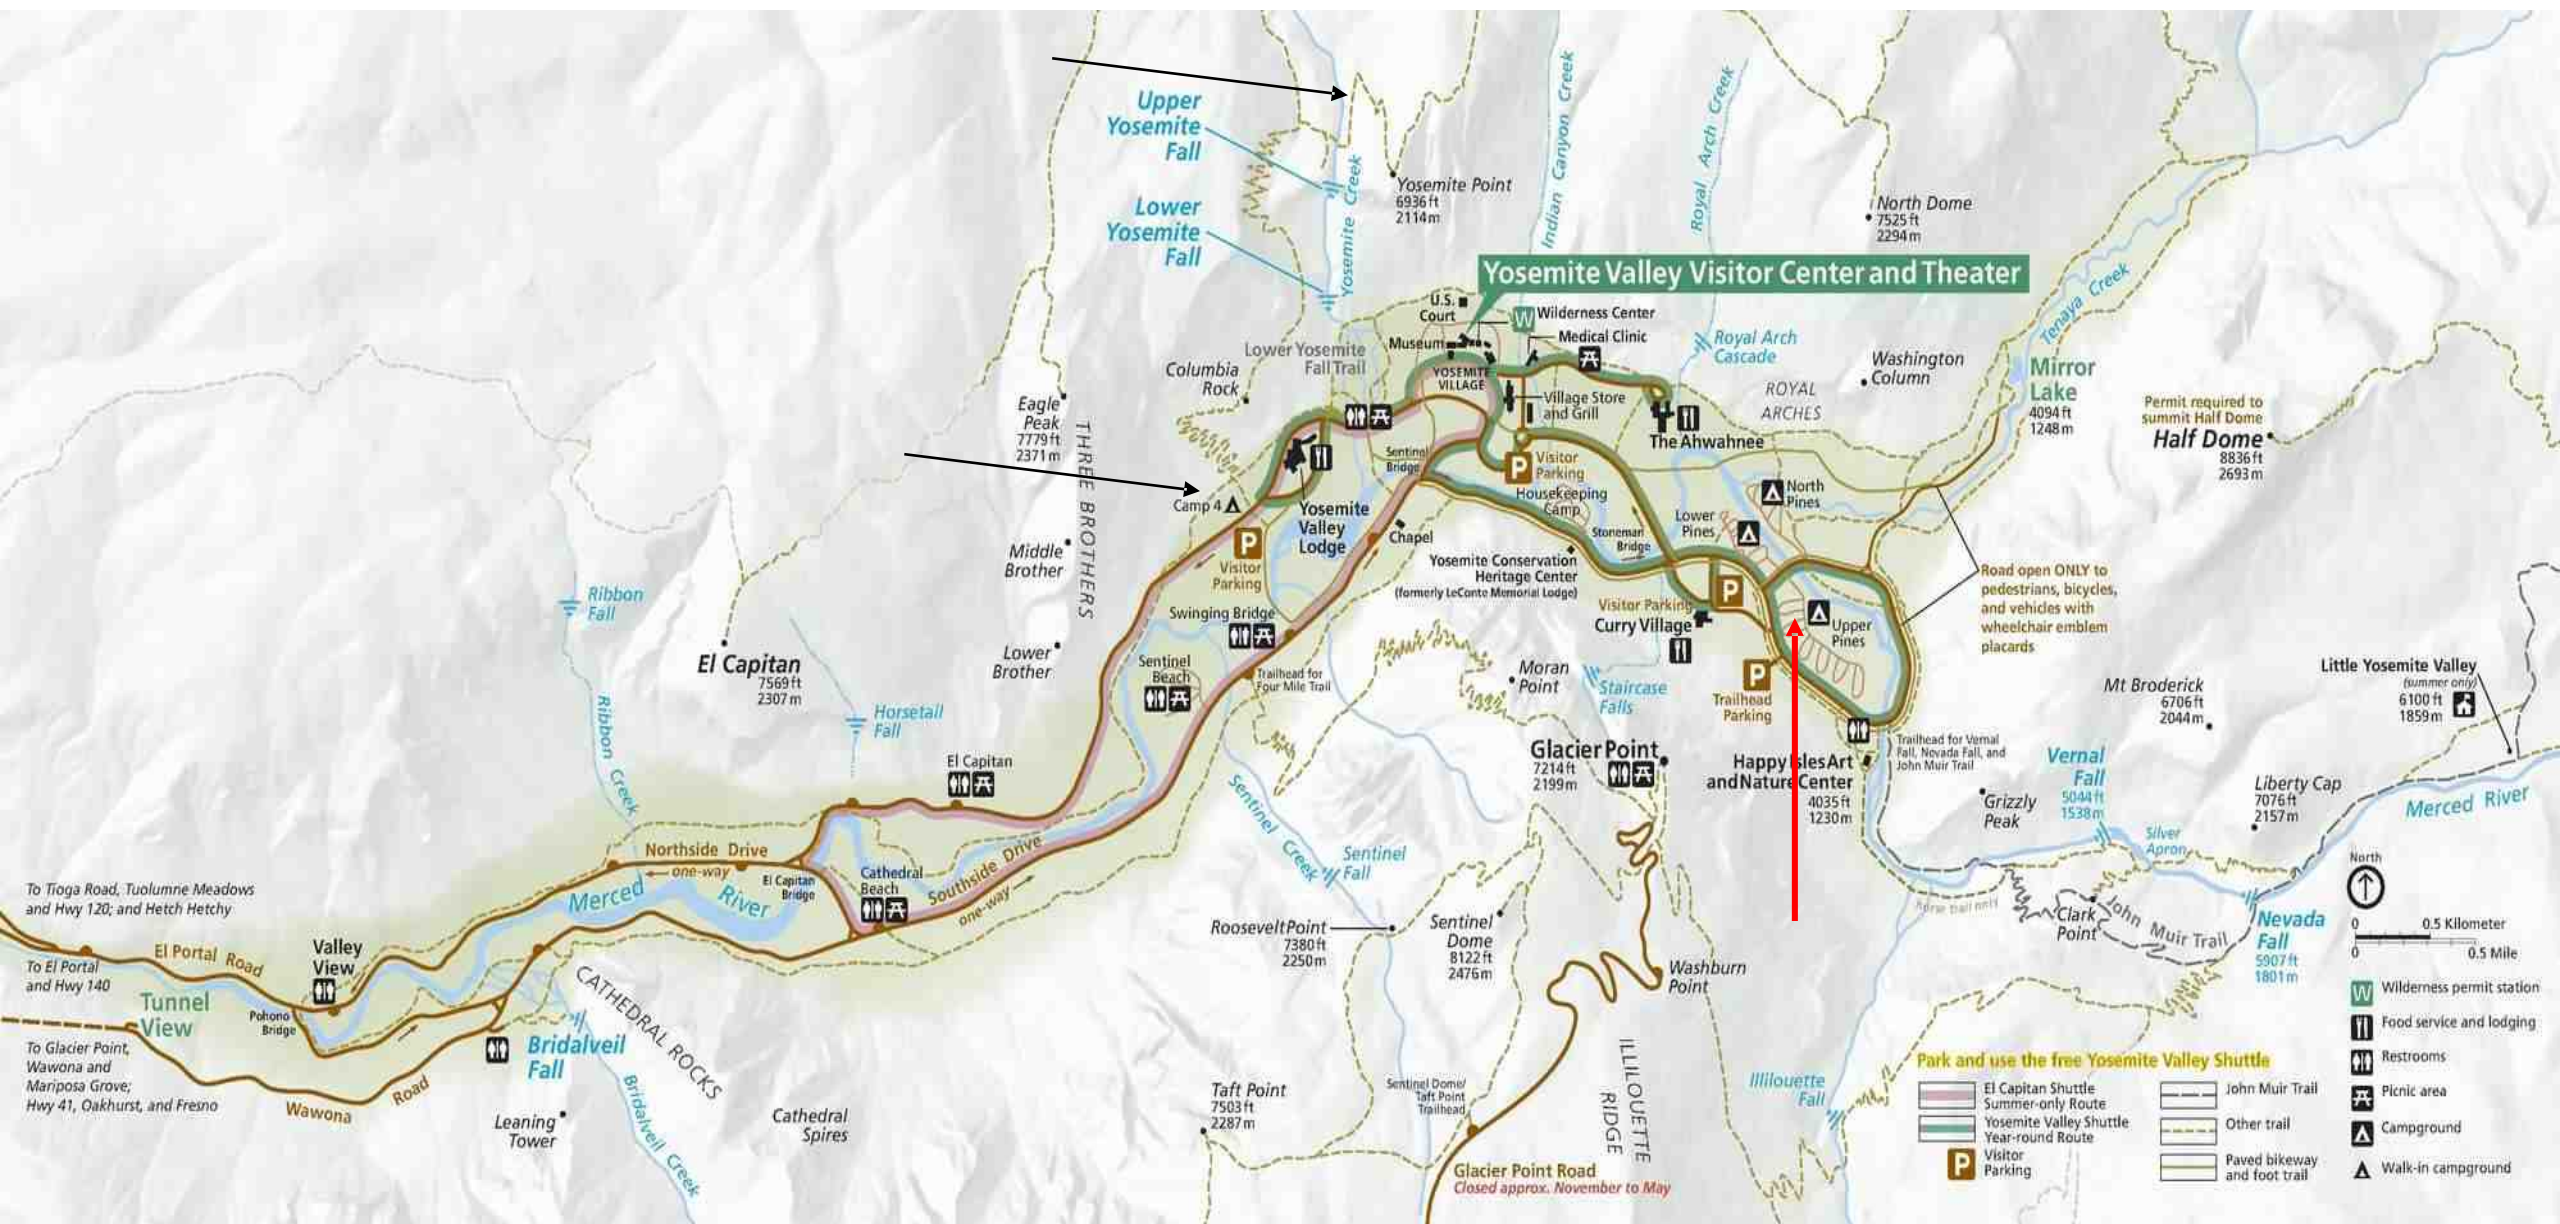 Upper
Yosemite
Fall
Lower
Yosemite
Fall
Yosemite Creek
Yosemite Point
6936 ft
2114 m
Indian Canyon Creek
Royal Arch Creek
North Dome
7525 ft
2294 m
Yosemite Valley Visitor Center and Theater
U.S.
Court
W
Wilderness Center
Medical Clinic
Museum
YOSEMITE
VILLAGE
Lower Yosemite
Fall Trail
Columbia
Rock
Royal Arch
Cascade
Washington
Column
ROYAL
ARCHES
Tenaya Creek
Mirror
Lake
4094 ft
1248 m
Permit required to
summit Half Dome
Half Dome
8836 ft
2693 m
Eagle
Peak
7779 ft
2371 m
THREE BROTHERS
Village Store
and Grill
The Ahwahnee
Sentinel
Bridge
P
Visitor
Parking
Camp 4
Yosemite
Valley
Lodge
Chapel
Housekeeping
Camp
Stoneman
Bridge
Lower
Pines
North
Pines
P
Visitor
Parking
Middle
Brother
Yosemite Conservation
Heritage Center
(formerly LeConte Memorial Lodge)
Visitor Parking
P
Curry Village
Upper
Pines
Road open ONLY to
pedestrians, bicycles,
and vehicles with
wheelchair emblem
placards
Ribbon
Fall
Swinging Bridge
Lower
Brother
Sentinel
Beach
Trailhead for
Four Mile Trail
Moran
Point
Staircase
Falls
P
Trailhead
Parking
El Capitan
7569 ft
2307 m
Ribbon Creek
Horsetail
Fall
El Capitan
Glacier Point
7214 ft
2199 m
Happy Isles Art
and Nature Center
4035 ft
1230 m
Trailhead for Vernal
Fall, Nevada Fall, and
John Muir Trail
Mt Broderick
6706 ft
2044 m
Little Yosemite Valley
(summer only)
6100 ft
1859 m
Vernal
Fall
5044 ft
1538 m
Grizzly
Peak
Liberty Cap
7076 ft
2157 m
Merced River
Silver
Apron
Sentinel Creek
Sentinel
Fall
Northside Drive
one-way
El Capitan
Bridge
Cathedral
Beach
Southside Drive
one-way
Merced
River
To Tioga Road, Tuolumne Meadows
and Hwy 120; and Hetch Hetchy
El Portal Road
To El Portal
and Hwy 140
Valley
View
Tunnel
View
Pohono
Bridge
To Glacier Point,
Wawona and
Mariposa Grove;
Hwy 41, Oakhurst, and Fresno
Wawona
Road
Bridalveil
Fall
CATHEDRAL ROCKS
Bridalveil Creek
Leaning
Tower
Cathedral
Spires
Roosevelt Point
7380 ft
2250 m
Sentinel
Dome
8122 ft
2476 m
Washburn
Point
Taft Point
7503 ft
2287 m
Sentinel Dome/
Taft Point
Trailhead
ILLILOUETTE
RIDGE
Glacier Point Road
Closed approx. November to May
Illilouette
Fall
horse trail only
Clark
Point
John Muir Trail
Nevada
Fall
5907 ft
1801 m
North
0
0.5 Kilometer
0
0.5 Mile
W
Wilderness permit station
Food service and lodging
Restrooms
Picnic area
Campground
Walk-in campground
Park and use the free Yosemite Valley Shuttle
El Capitan Shuttle
Summer-only Route
Yosemite Valley Shuttle
Year-round Route
P
Visitor
Parking
John Muir Trail
Other trail
Paved bikeway
and foot trail